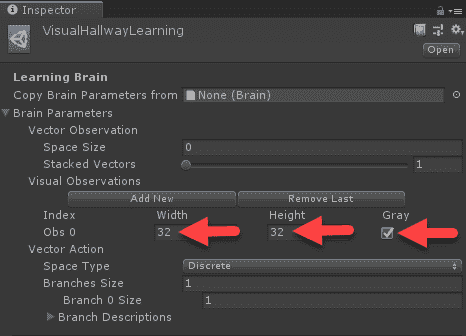 Inspector
VisualHallwayLearning
Open
Learning Brain
Copy Brain Parameters from None (Brain)
Brain Parameters
Vector Observation
Space Size 0
Stacked Vectors 1
Visual Observations
Add New Remove Last
Index Width Height Gray
Obs 0 32 32
Vector Action
Space Type Discrete
Branches Size 1
Branch 0 Size 1
Branch Descriptions